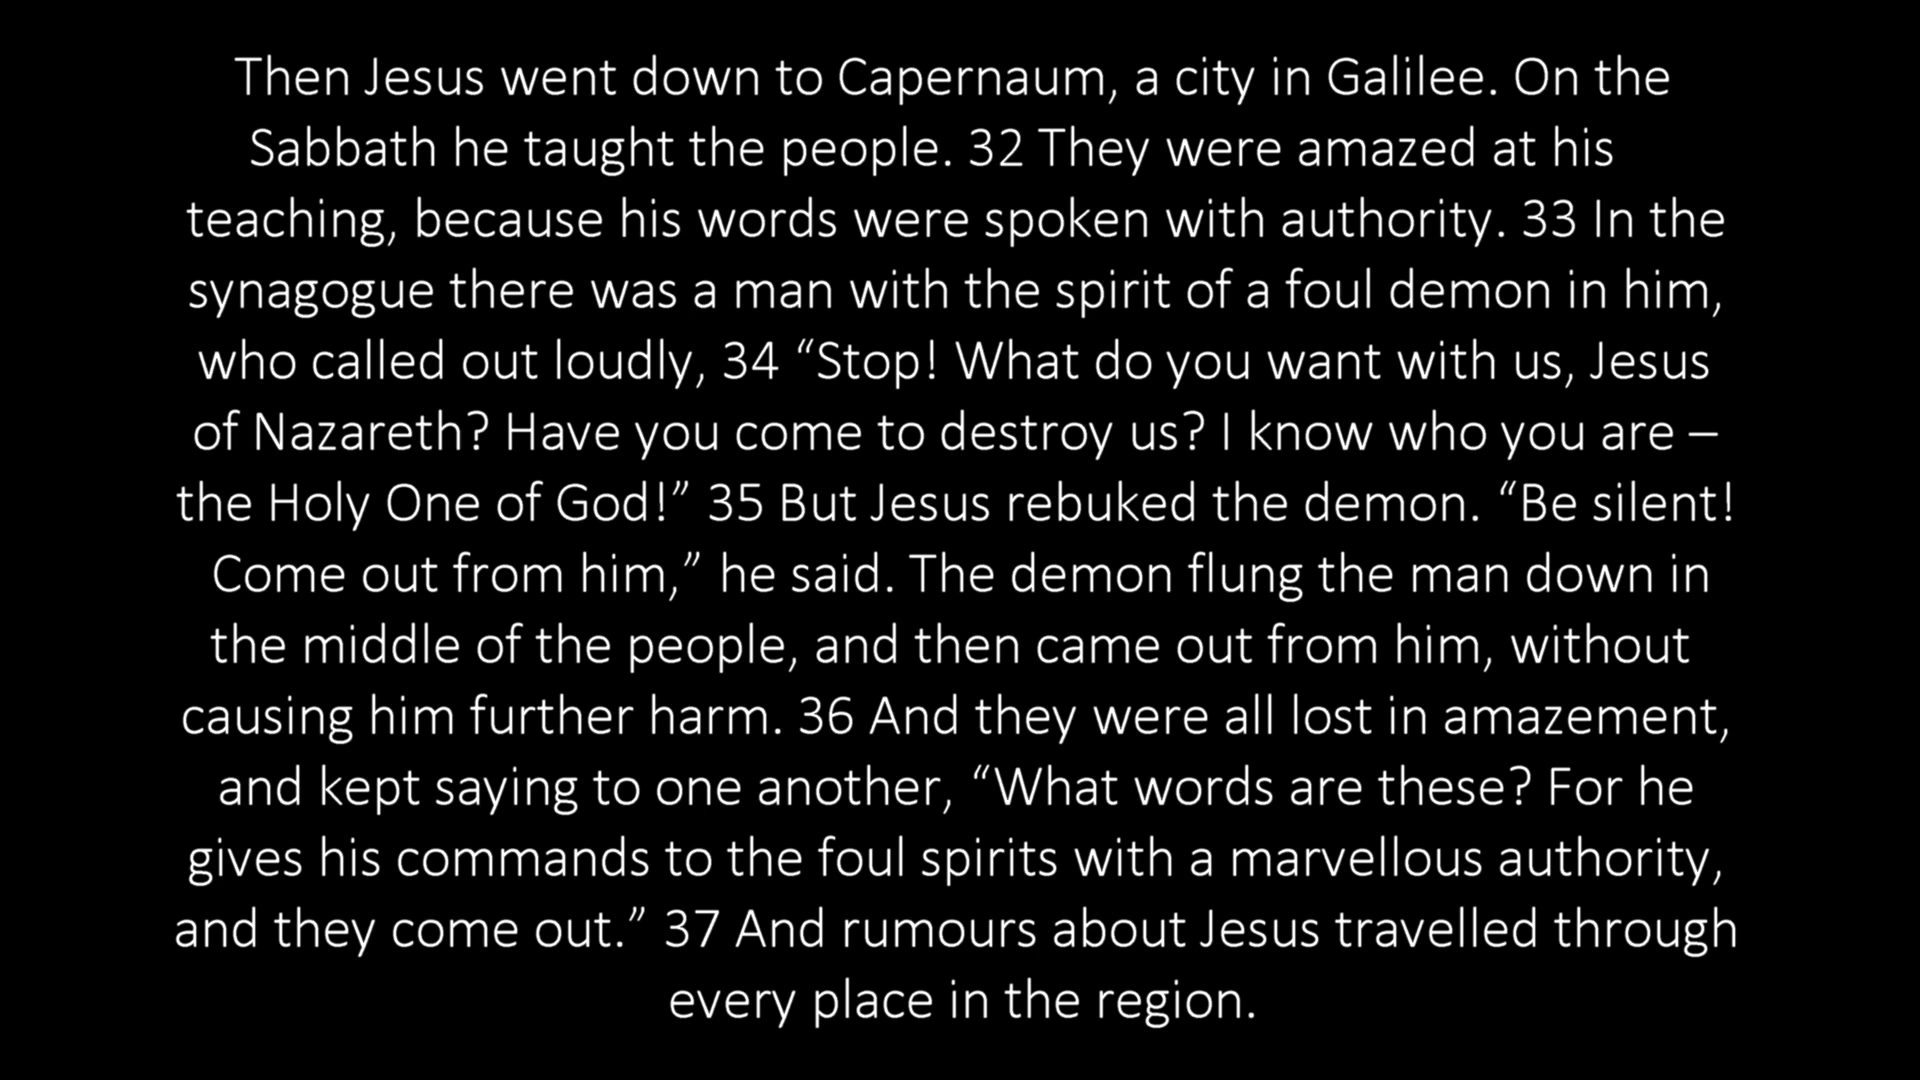 Then Jesus went down to Capernaum, a city in Galilee. On the
Sabbath he taught the people. 32 They were amazed at his
teaching, because his words were spoken with authority. 33 In the
synagogue there was a man with the spirit of a foul demon in him,
who called out loudly, 34 “Stop! What do you want with us, Jesus
of Nazareth? Have you come to destroy us? I know who you are –
the Holy One of God!” 35 But Jesus rebuked the demon. “Be silent!
Come out from him,” he said. The demon flung the man down in
the middle of the people, and then came out from him, without
causing him further harm. 36 And they were all lost in amazement,
and kept saying to one another, “What words are these? For he
gives his commands to the foul spirits with a marvellous authority,
and they come out.” 37 And rumours about Jesus travelled through
every place in the region.